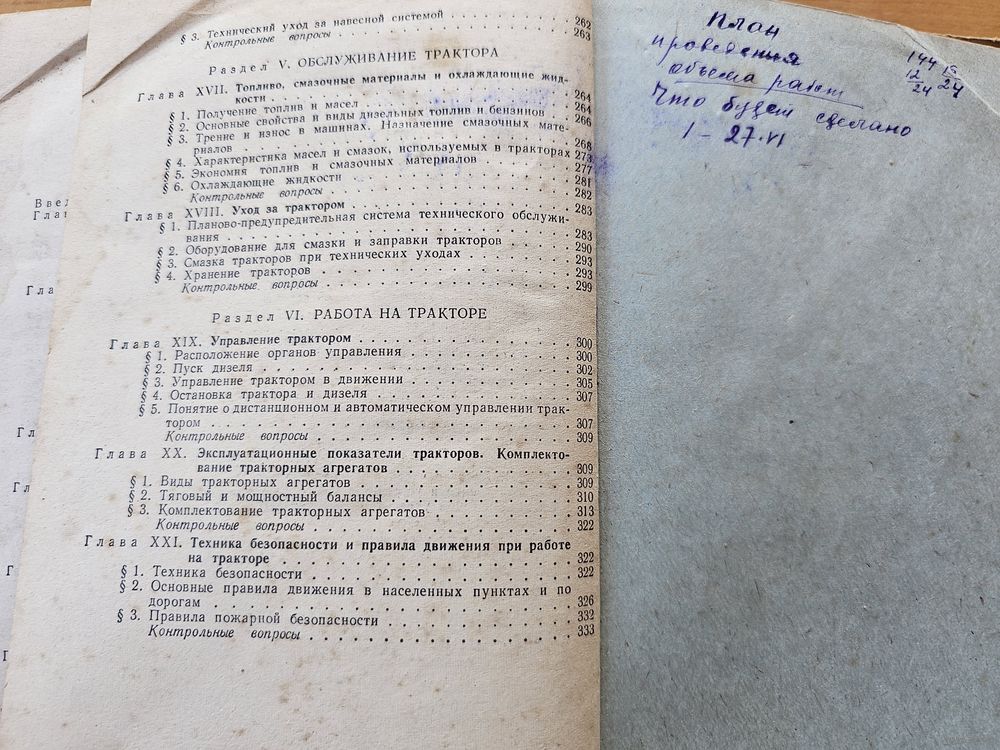 § 3. Технический уход за навесной системой 262
Контрольные вопросы 263
Раздел V. ОБСЛУЖИВАНИЕ ТРАКТОРА
Глава XVII. Топливо, смазочные материалы и охлаждающие жид-
кости 264
§ 1. Получение топлив и масел 264
§ 2. Основные свойства и виды дизельных топлив и бензинов 266
§ 3. Трение и износ в машинах. Назначение смазочных мате-
риалов 268
§ 4. Характеристика масел и смазок, используемых в тракторах 273
§ 5. Экономия топлив и смазочных материалов 277
§ 6. Охлаждающие жидкости 281
Контрольные вопросы 282
Глава XVIII. Уход за трактором 283
§ 1. Планово-предупредительная система технического обслужи-
вания 283
§ 2. Оборудование для смазки и заправки тракторов 290
§ 3. Смазка тракторов при технических уходах 293
§ 4. Хранение тракторов 293
Контрольные вопросы 299
Раздел VI. РАБОТА НА ТРАКТОРЕ
Глава XIX. Управление трактором 300
§ 1. Расположение органов управления 300
§ 2. Пуск дизеля 302
§ 3. Управление трактором в движении 305
§ 4. Остановка трактора и дизеля 307
§ 5. Понятие о дистанционном и автоматическом управлении трак-
тором 307
Контрольные вопросы 309
Глава XX. Эксплуатационные показатели тракторов. Комплекто-
вание тракторных агрегатов 309
§ 1. Виды тракторных агрегатов 309
§ 2. Тяговый и мощностный балансы 310
§ 3. Комплектование тракторных агрегатов 313
Контрольные вопросы 322
Глава XXI. Техника безопасности и правила движения при работе
на тракторе 322
§ 1. Техника безопасности 322
§ 2. Основные правила движения в населенных пунктах и по
дорогам 326
§ 3. Правила пожарной безопасности 332
Контрольные вопросы 333
План
проведения
объема работ
Что будет сделано
1 - 27.VI
144
12
24
24